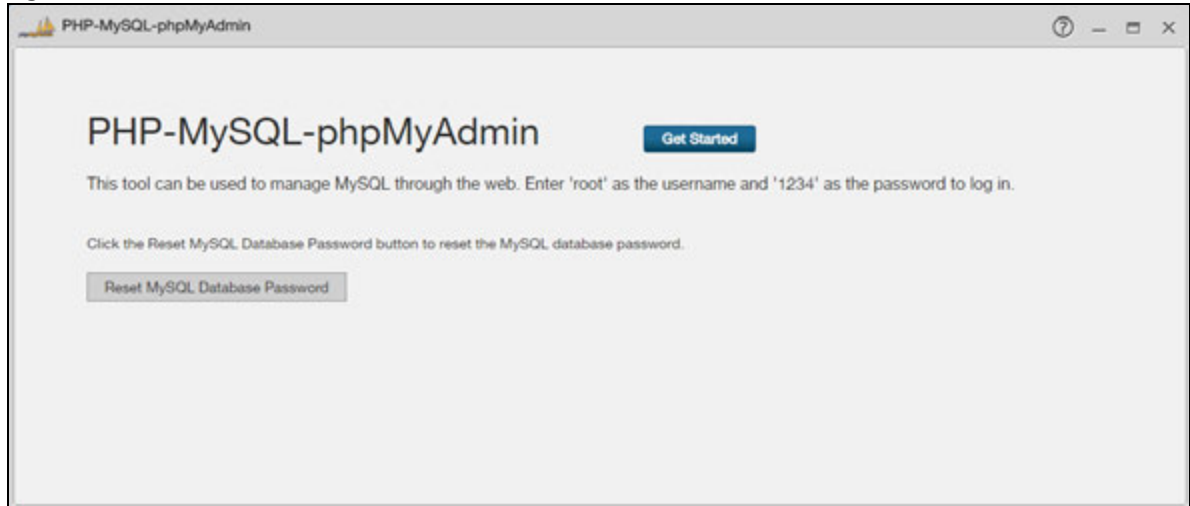 PHP-MySQL-phpMyAdmin
PHP-MySQL-phpMyAdmin
Get Started
This tool can be used to manage MySQL through the web. Enter 'root' as the username and '1234' as the password to log in.
Click the Reset MySQL Database Password button to reset the MySQL database password.
Reset MySQL Database Password